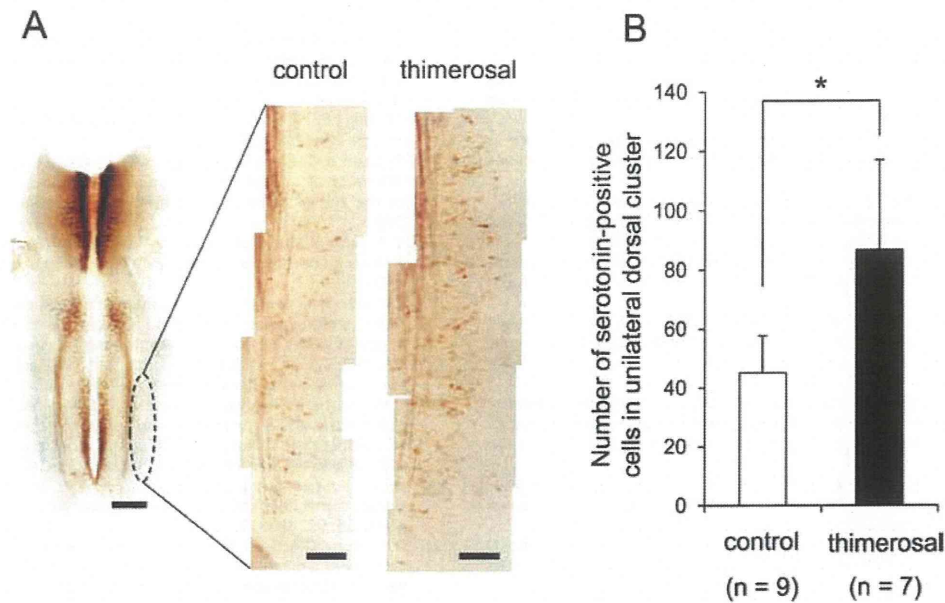 A
control
thimerosal
B
Number of serotonin-positive
cells in unilateral dorsal cluster
140
120
100
80
60
40
20
0
*
control
thimerosal
(n = 9)
(n = 7)